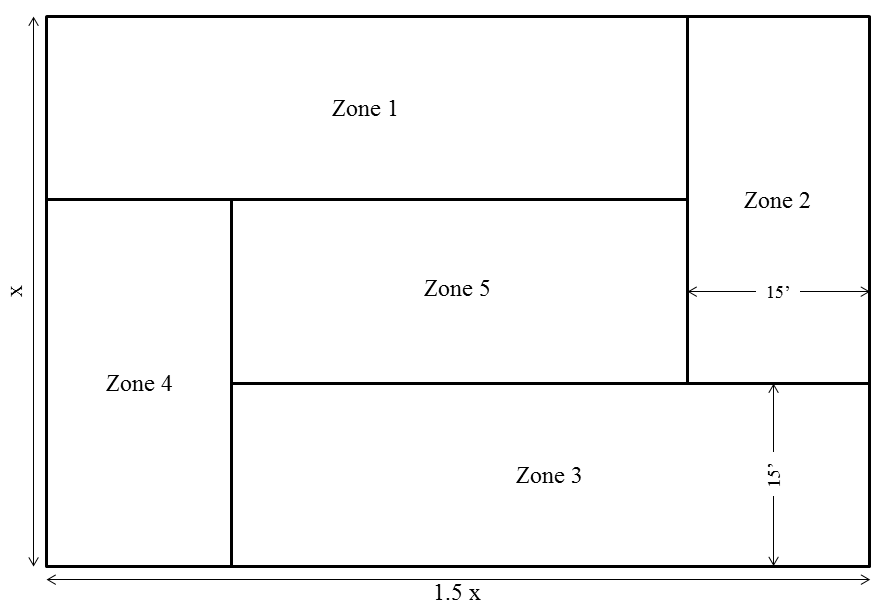 Zone 1
Zone 2
Zone 5
15’
x
Zone 4
Zone 3
15’
1.5 x